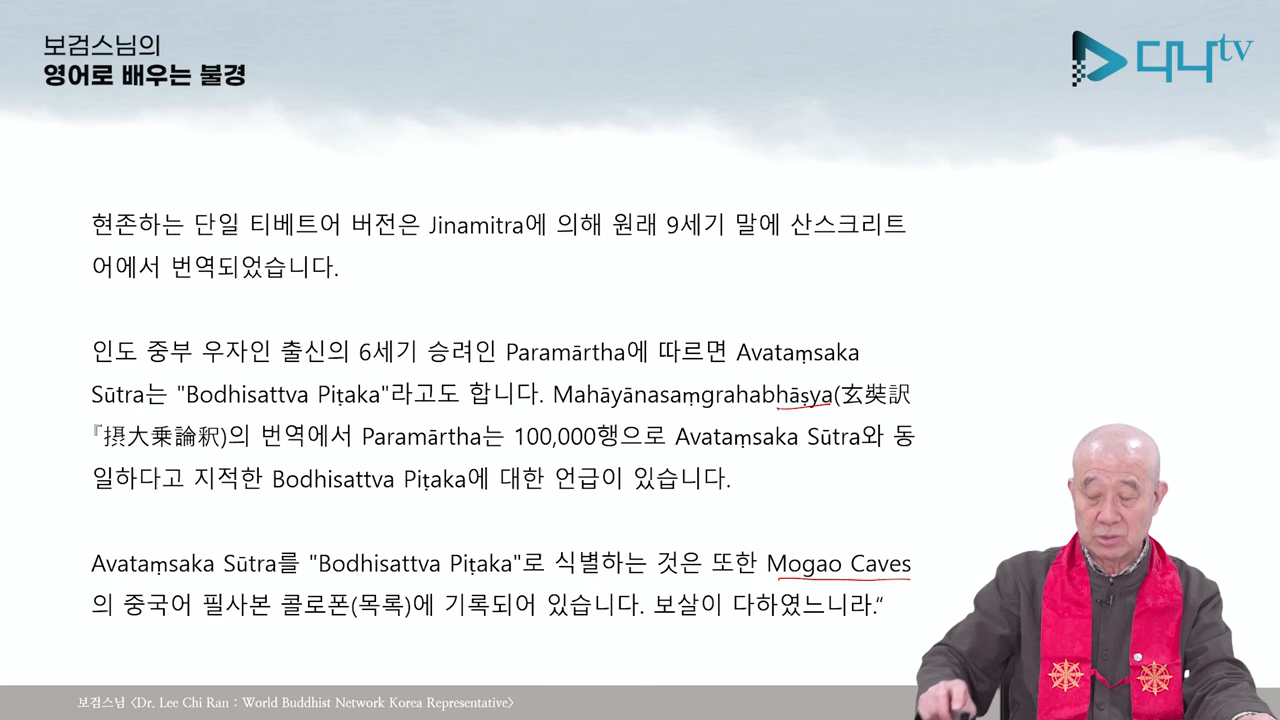 보검스님의
영어로 배우는 불경
디나tv
현존하는 단일 티베트어 버전은 Jinamitra에 의해 원래 9세기 말에 산스크리트
어에서 번역되었습니다.
인도 중부 우자인 출신의 6세기 승려인 Paramārtha에 따르면 Avataṃsaka
Sūtra는 "Bodhisattva Piṭaka"라고도 합니다. Mahāyānasaṃgrahabhāṣya(玄奘訳
『摂大乗論釈)의 번역에서 Paramārtha는 100,000행으로 Avataṃsaka Sūtra와 동
일하다고 지적한 Bodhisattva Piṭaka에 대한 언급이 있습니다.
Avataṃsaka Sūtra를 "Bodhisattva Piṭaka"로 식별하는 것은 또한 Mogao Caves
의 중국어 필사본 콜로폰(목록)에 기록되어 있습니다. 보살이 다하였느니라.“
보검스님 <Dr. Lee Chi Ran : World Buddhist Network Korea Representative>